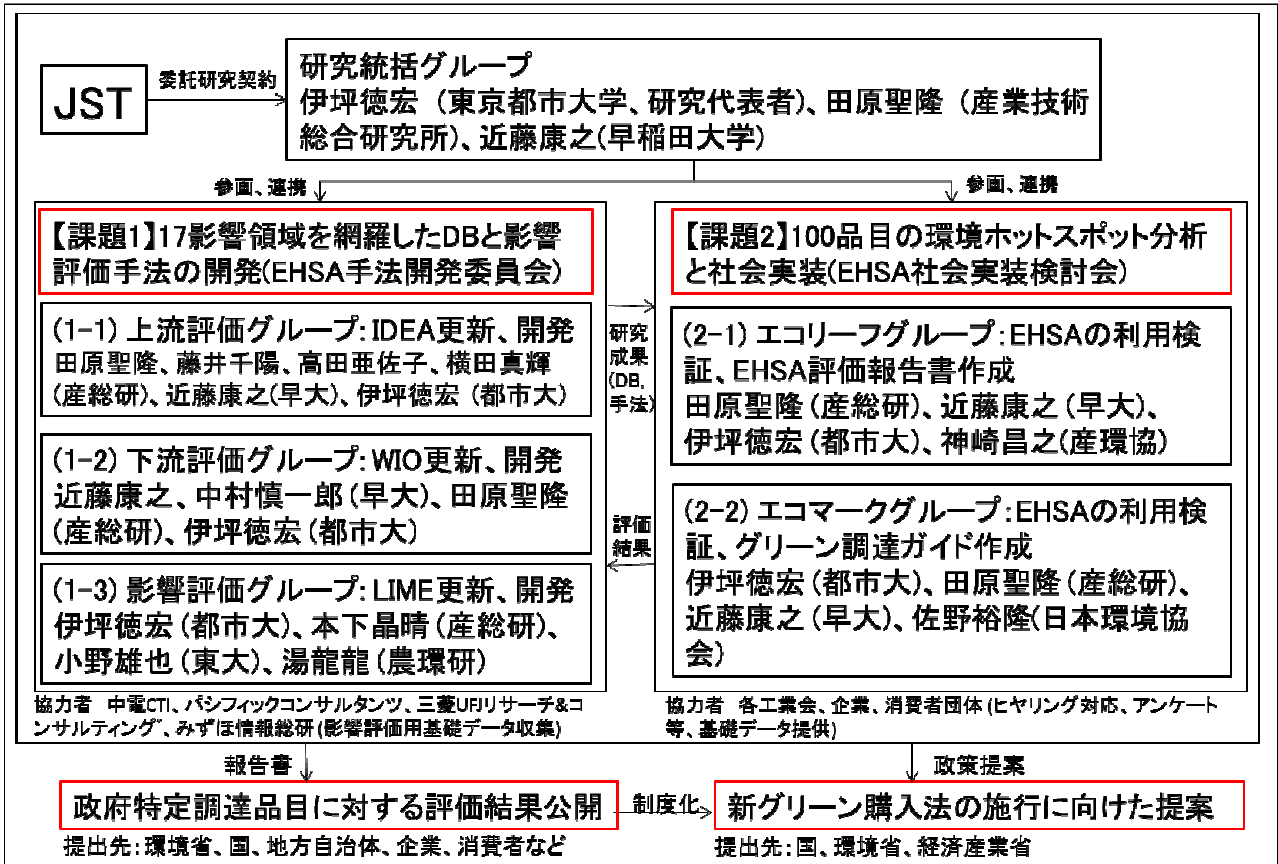 JST
委託研究契約
研究統括グループ
伊坪徳宏 (東京都市大学、研究代表者)、田原聖隆 (産業技術
総合研究所)、近藤康之(早稲田大学)
参画、連携
参画、連携
【課題1】17影響領域を網羅したDBと影響
評価手法の開発(EHSA手法開発委員会)
(1-1) 上流評価グループ:IDEA更新、開発
田原聖隆、藤井千陽、高田亜佐子、横田真輝
(産総研)、近藤康之(早大)、伊坪徳宏 (都市大)
(1-2) 下流評価グループ:WIO更新、開発
近藤康之、中村慎一郎 (早大)、田原聖隆
(産総研)、伊坪徳宏 (都市大)
(1-3) 影響評価グループ:LIME更新、開発
伊坪徳宏 (都市大)、本下晶晴 (産総研)、
小野雄也 (東大)、湯龍龍 (農環研)
協力者 中電CTI、パシフィックコンサルタンツ、三菱UFJリサーチ&コ
ンサルティング、みずほ情報総研 (影響評価用基礎データ収集)
研究
成果
(DB,
手法)
評価
結果
【課題2】100品目の環境ホットスポット分析
と社会実装(EHSA社会実装検討会)
(2-1) エコリーフグループ:EHSAの利用検
証、EHSA評価報告書作成
田原聖隆 (産総研)、近藤康之 (早大)、
伊坪徳宏 (都市大)、神崎昌之(産環協)
(2-2) エコマークグループ:EHSAの利用検
証、グリーン調達ガイド作成
伊坪徳宏 (都市大)、田原聖隆 (産総研)、
近藤康之 (早大)、佐野裕隆(日本環境協
会)
協力者 各工業会、企業、消費者団体 (ヒヤリング対応、アンケート
等、基礎データ提供)
報告書
政策提案
政府特定調達品目に対する評価結果公開
制度化
新グリーン購入法の施行に向けた提案
提出先:環境省、国、地方自治体、企業、消費者など
提出先:国、環境省、経済産業省